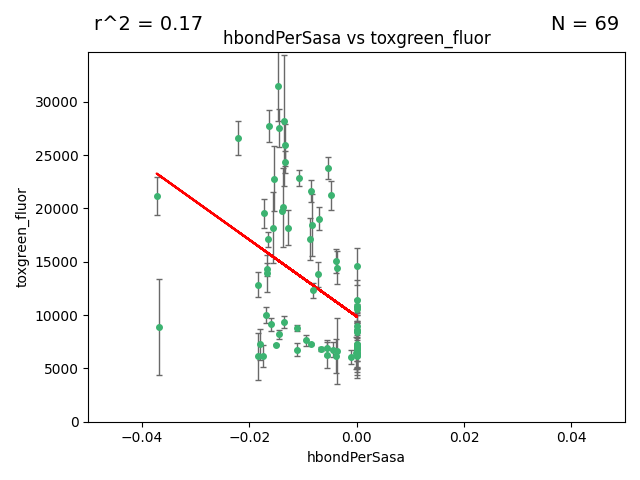 r^2 = 0.17
N = 69
hbondPerSasa vs toxgreen_fluor
toxgreen_fluor
30000
25000
20000
15000
10000
5000
0
−0.04
−0.02
0.00
0.02
0.04
hbondPerSasa